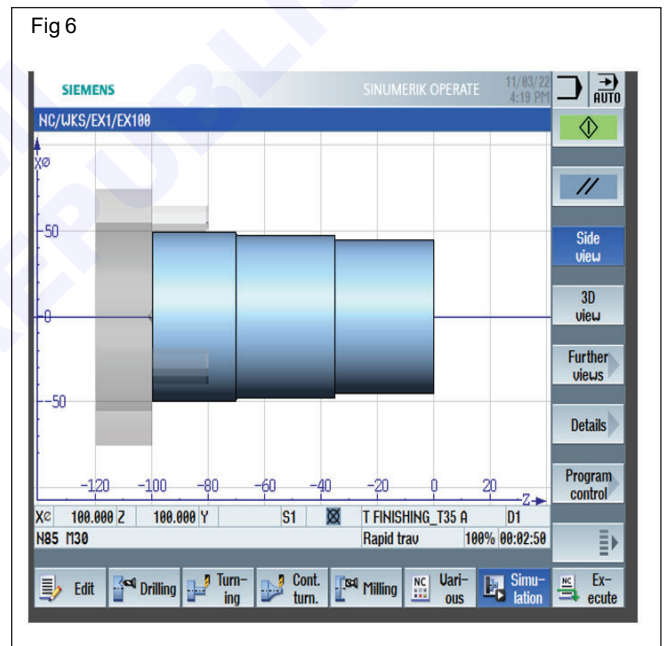 Fig 6
SIEMENS
SINUMERIK OPERATE
11/03/22
4:19 PM
AUTO
NC/WKS/EX1/EX100
XØ
50
0
-50
-120 -100 -80 -60 -40 -20 0 20
Z
Side
view
3D
view
Further
views
Details
Program
control
X 100.000 Z 100.000 Y S1 T FINISHING_T35 A D1
N85 M30 Rapid trav 100% 00:02:50
Edit
Drilling
Turn-
ing
Cont.
turn.
Milling
NC
Vari-
ous
Simu-
lation
NC
Ex-
ecute